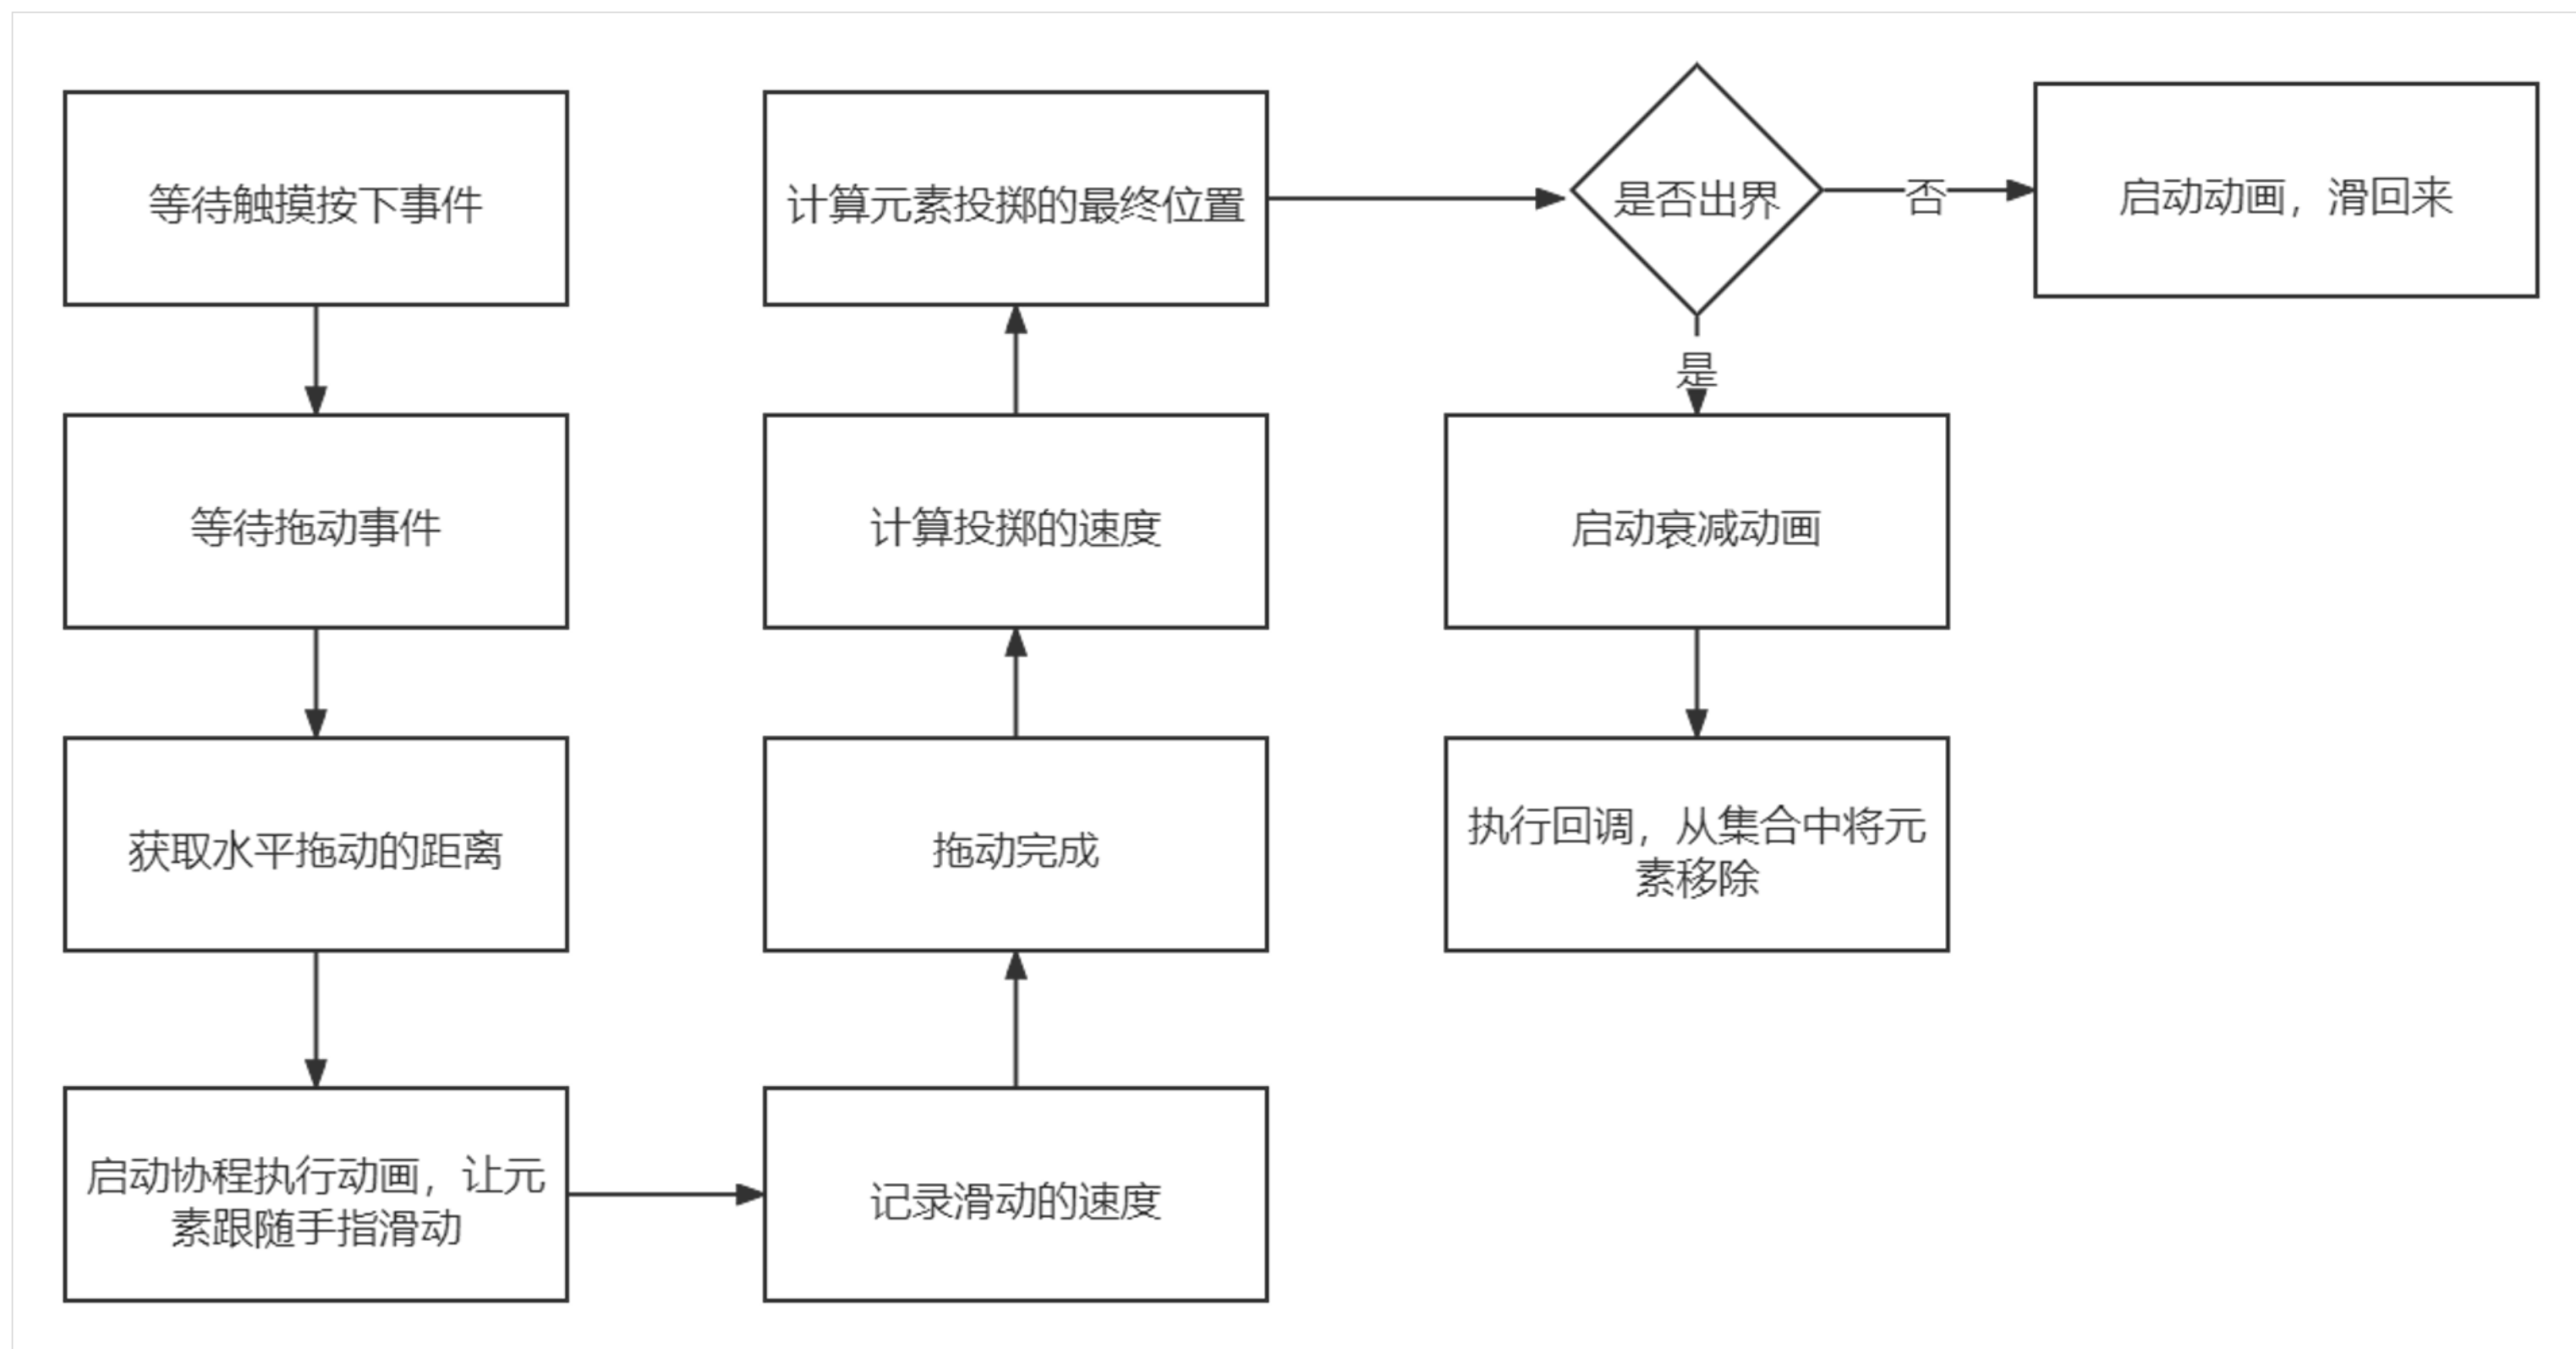 等待触摸按下事件
等待拖动事件
获取水平拖动的距离
启动协程执行动画，让元
素跟随手指滑动
记录滑动的速度
拖动完成
计算投掷的速度
计算元素投掷的最终位置
是否出界
否
启动动画，滑回来
是
启动衰减动画
执行回调，从集合中将元
素移除